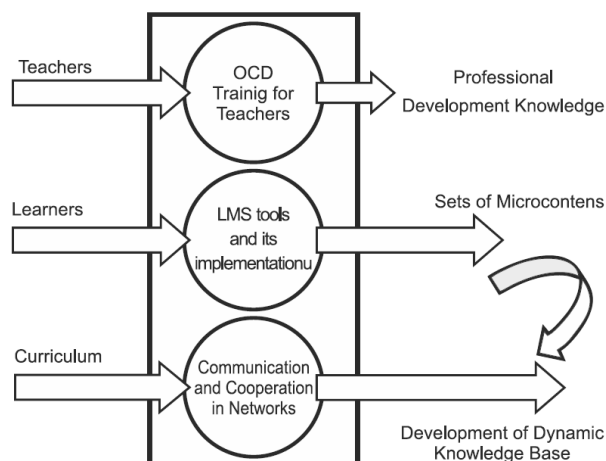 Teachers
OCD
Trainig for
Teachers
Professional
Development Knowledge
Learners
LMS tools
and its
implementationu
Sets of Microcontens
Curriculum
Communication
and Cooperation
in Networks
Development of Dynamic
Knowledge Base